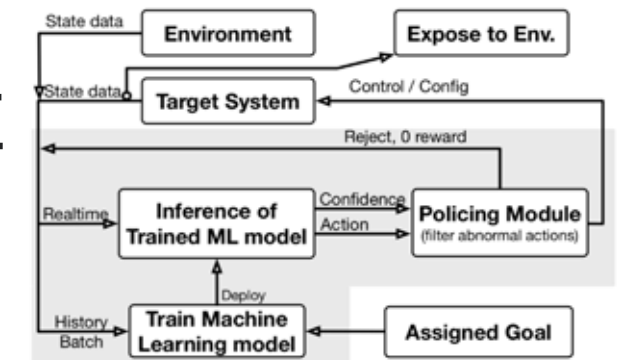 State data
Environment
Expose to Env.
State data
Target System
Control / Config
Reject, 0 reward
Realtime
Inference of
Trained ML model
Confidence
Action
Policing Module
(filter abnormal actions)
Deploy
History
Batch
Train Machine
Learning model
Assigned Goal